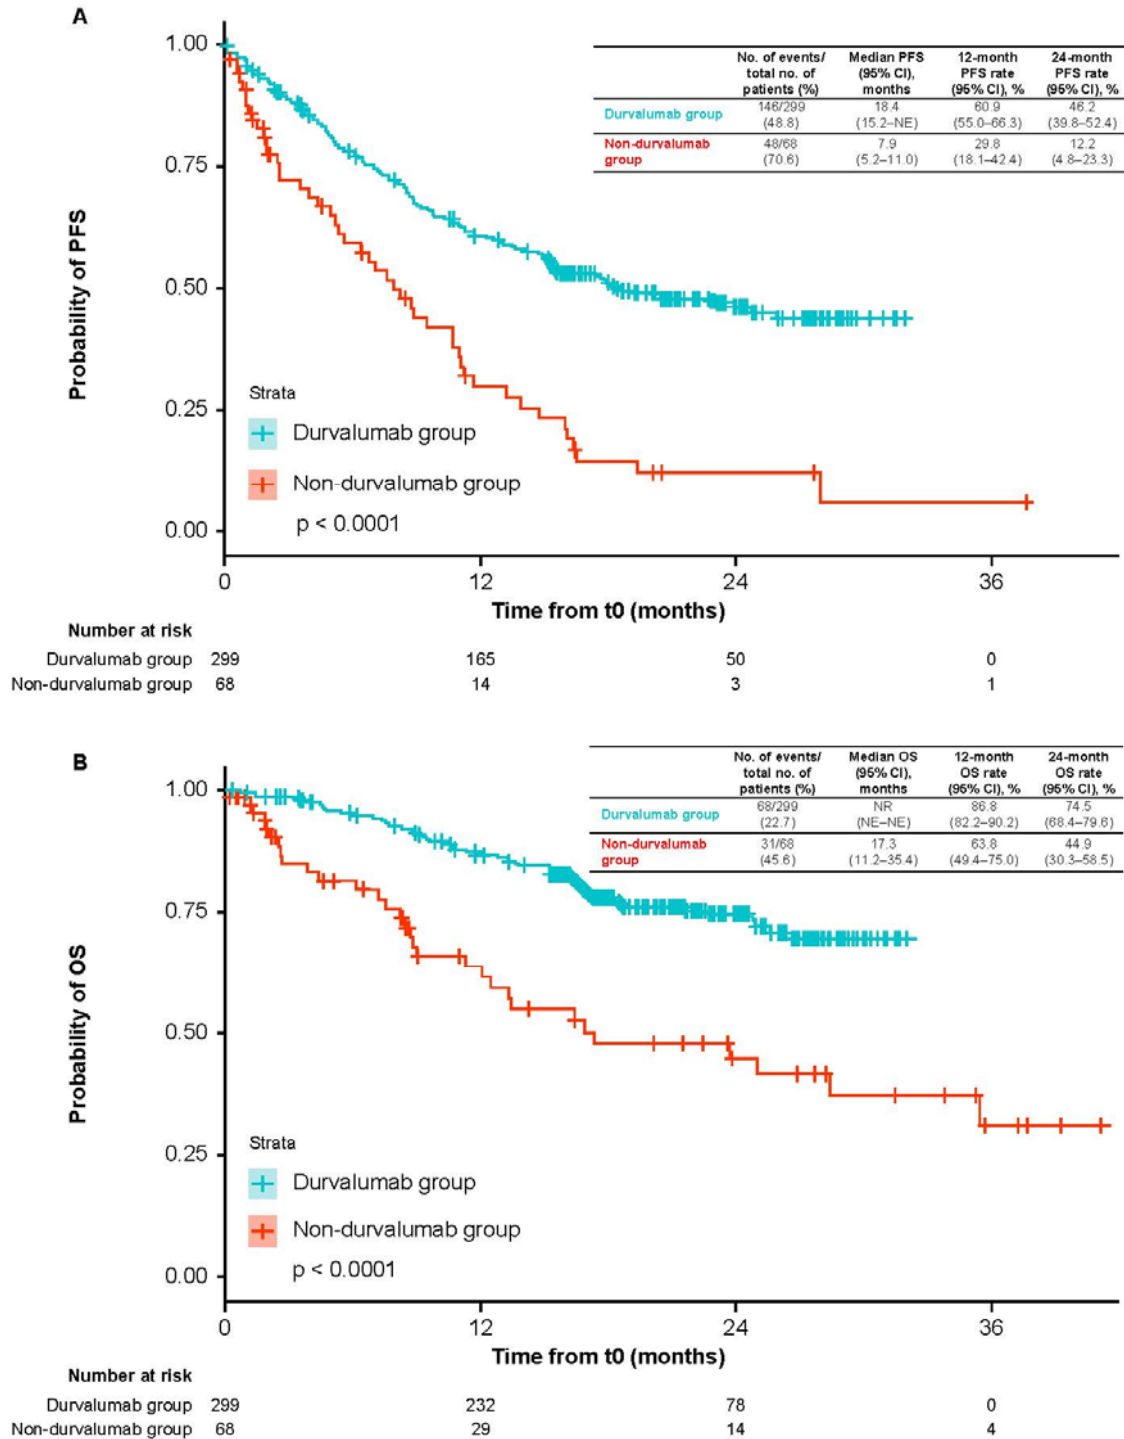 A
1.00
0.75
0.50
0.25
0.00
Probability of PFS
No. of events/ total no. of patients (%) Median PFS (95% CI), months 12-month PFS rate (95% CI), % 24-month PFS rate (95% CI), %
Durvalumab group 146/299 (48.8) 18.4 (15.2–NE) 60.9 (55.0–66.3) 46.2 (39.8–52.4)
Non-durvalumab group 48/68 (70.6) 7.9 (5.2–11.0) 29.8 (18.1–42.4) 12.2 (4.8–23.3)
Strata
Durvalumab group
Non-durvalumab group
p < 0.0001
0 12 24 36
Time from t0 (months)
Number at risk
Durvalumab group 299 165 50 0
Non-durvalumab group 68 14 3 1
B
1.00
0.75
0.50
0.25
0.00
Probability of OS
No. of events/ total no. of patients (%) Median OS (95% CI), months 12-month OS rate (95% CI), % 24-month OS rate (95% CI), %
Durvalumab group 68/299 (22.7) NR (NE–NE) 86.8 (82.2–90.2) 74.5 (68.4–79.6)
Non-durvalumab group 31/68 (45.6) 17.3 (11.2–35.4) 63.8 (49.4–75.0) 44.9 (30.3–58.5)
Strata
Durvalumab group
Non-durvalumab group
p < 0.0001
0 12 24 36
Time from t0 (months)
Number at risk
Durvalumab group 299 232 78 0
Non-durvalumab group 68 29 14 4